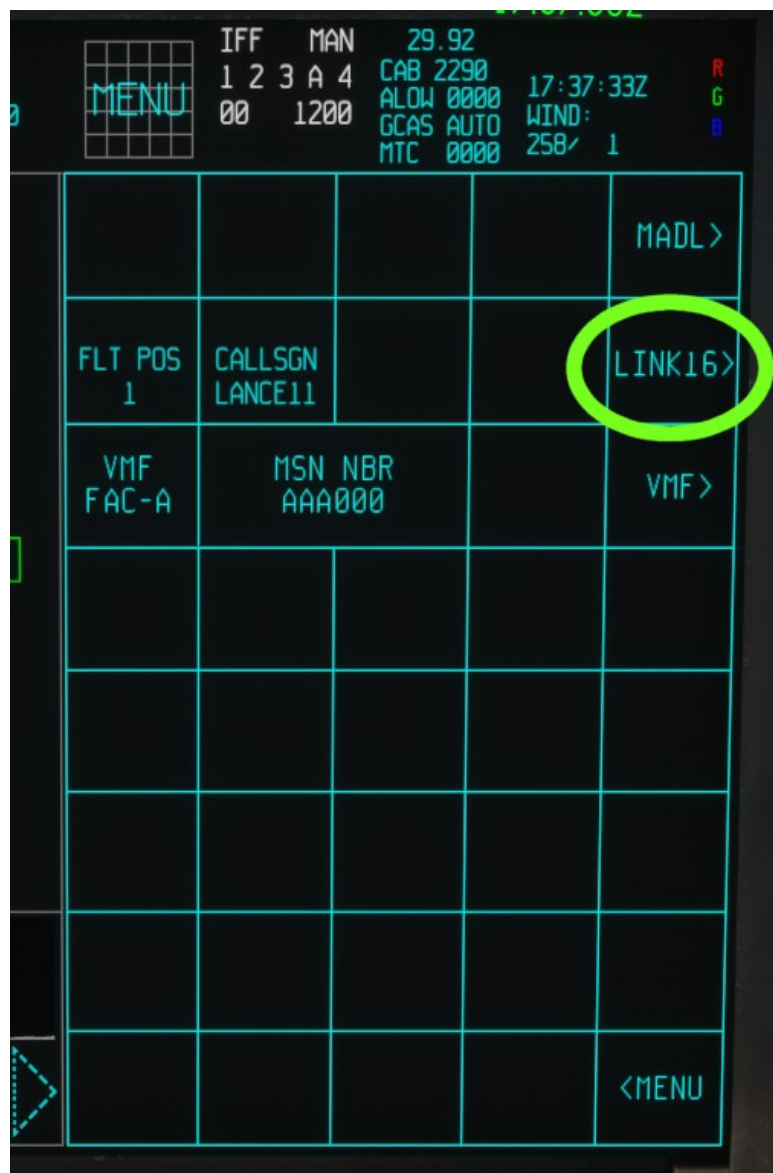 MENU
IFF MAN
1 2 3 A 4
00 1200
29.92
CAB 2290
ALOW 0000
GCAS AUTO
MTC 0000
17:37:33Z
WIND:
258/ 1
R
G
B
MADL>
FLT POS
1
CALLSGN
LANCE11
LINK16>
VMF
FAC-A
MSN NBR
AAA000
VMF>
<MENU